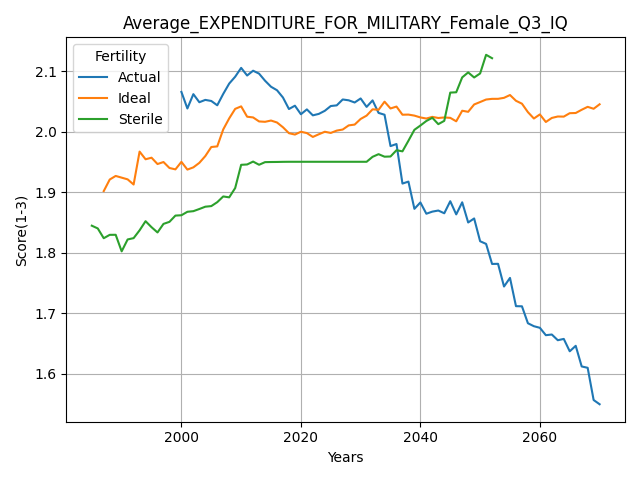 Average_EXPENDITURE_FOR_MILITARY_Female_Q3_IQ
Fertility
Actual
Ideal
Sterile
Score(1-3)
2.1
2.0
1.9
1.8
1.7
1.6
2000 2020 2040 2060
Years